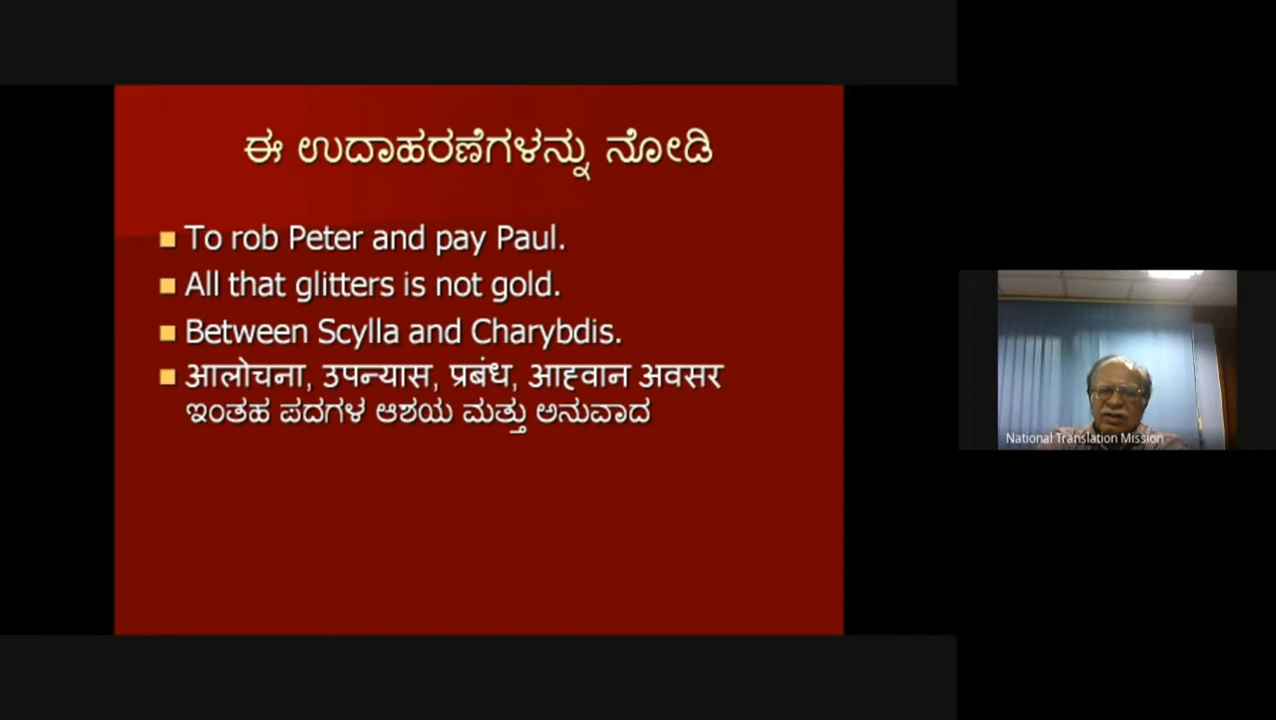 ಈ ಉದಾಹರಣೆಗಳನ್ನು ನೋಡಿ
To rob Peter and pay Paul.
All that glitters is not gold.
Between Scylla and Charybdis.
आलोचना, उपन्यास, प्रबंध, आह्वान अवसर
ಇಂತಹ ಪದಗಳ ಆಶಯ ಮತ್ತು ಅನುವಾದ
National Translation Mission